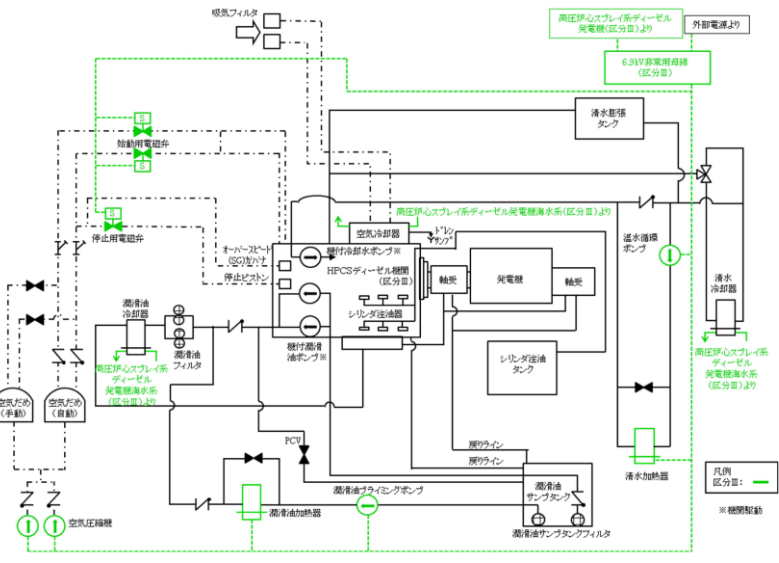 吸気フィルタ
高圧炉心スプレイ系ディーゼル
発電機(区分Ⅲ)より
外部電源より
6.9kV非常用母線
(区分Ⅲ)
清水膨張
タンク
S
始動用電磁弁
S
S
停止用電磁弁
高圧炉心スプレイ系ディーゼル発電機海水系(区分Ⅲ)より
空気冷却器
ドレン
サンプ
オーバースピード
(SG)ガバナ
停止ピストン
機付冷却水ポンプ※
HPCSディーゼル機関
(区分Ⅲ)
シリンダ注油器
機付潤滑
油ポンプ※
軸受
発電機
軸受
温水循環
ポンプ
清水
冷却器
高圧炉心スプレイ系
ディーゼル
発電機海水系
(区分Ⅲ)より
潤滑油
冷却器
潤滑油
フィルタ
高圧炉心スプレイ系
ディーゼル
発電機海水系
(区分Ⅲ)より
シリンダ注油
タンク
空気だめ
(手動)
空気だめ
(自動)
PCV
戻りライン
戻りライン
清水加熱器
凡例
区分Ⅲ:
※機関駆動
潤滑油プライミングポンプ
潤滑油
サンプタンク
潤滑油加熱器
潤滑油サンプタンクフィルタ
空気圧縮機